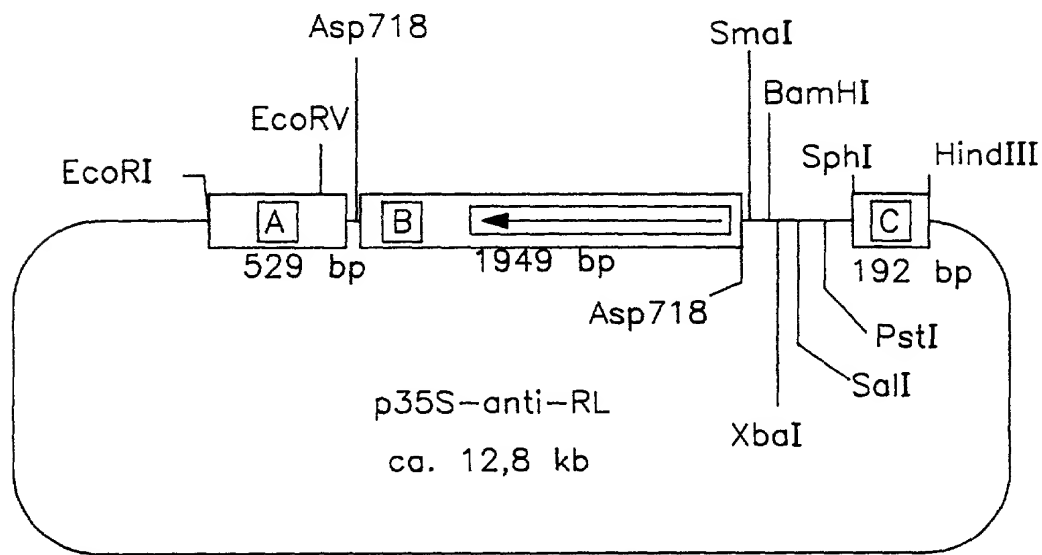 Asp718
SmaI
BamHI
EcoRV
SphI
HindIII
EcoRI
A
B
C
529 bp
1949 bp
192 bp
Asp718
PstI
SalI
XbaI
p35S-anti-RL
ca. 12,8 kb